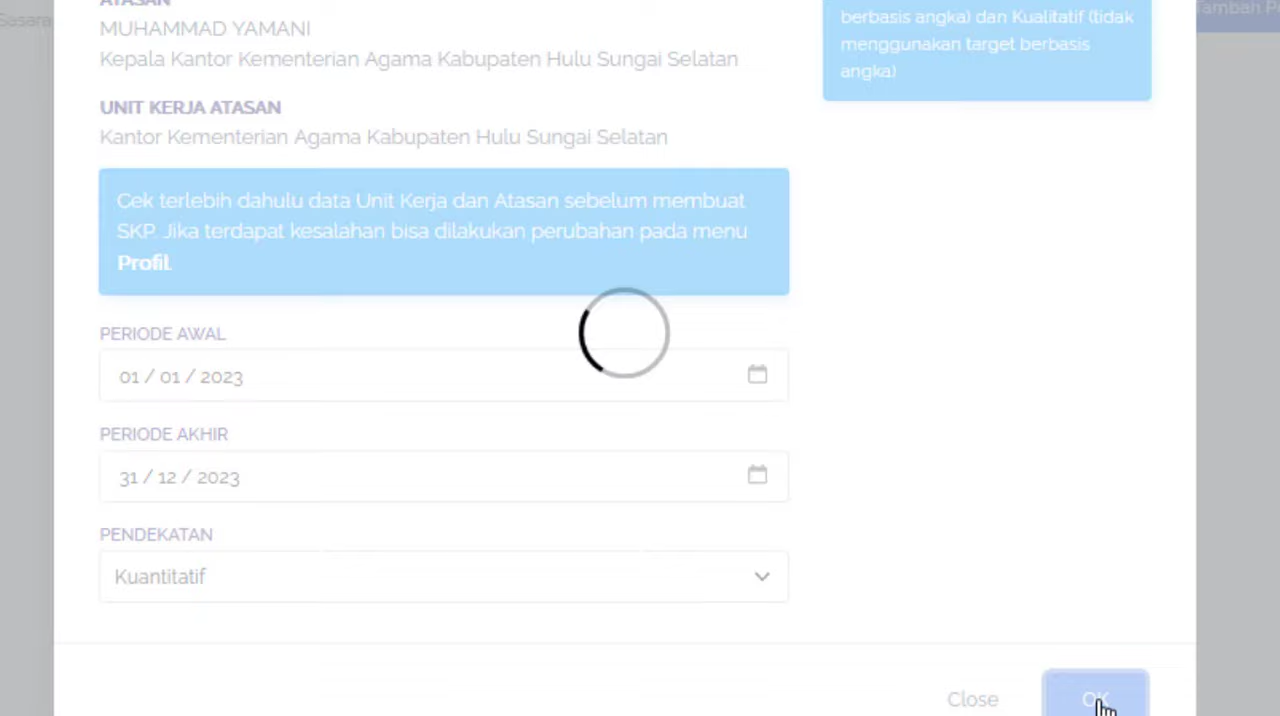 Sasara
ATASAN
MUHAMMAD YAMANI
Kepala Kantor Kementerian Agama Kabupaten Hulu Sungai Selatan
UNIT KERJA ATASAN
Kantor Kementerian Agama Kabupaten Hulu Sungai Selatan
Cek terlebih dahulu data Unit Kerja dan Atasan sebelum membuat
SKP. Jika terdapat kesalahan bisa dilakukan perubahan pada menu
Profil.
PERIODE AWAL
01 / 01 / 2023
PERIODE AKHIR
31 / 12 / 2023
PENDEKATAN
Kuantitatif
berbasis angka) dan Kualitatif (tidak
menggunakan target berbasis
angka)
Tambah P
Close
OK